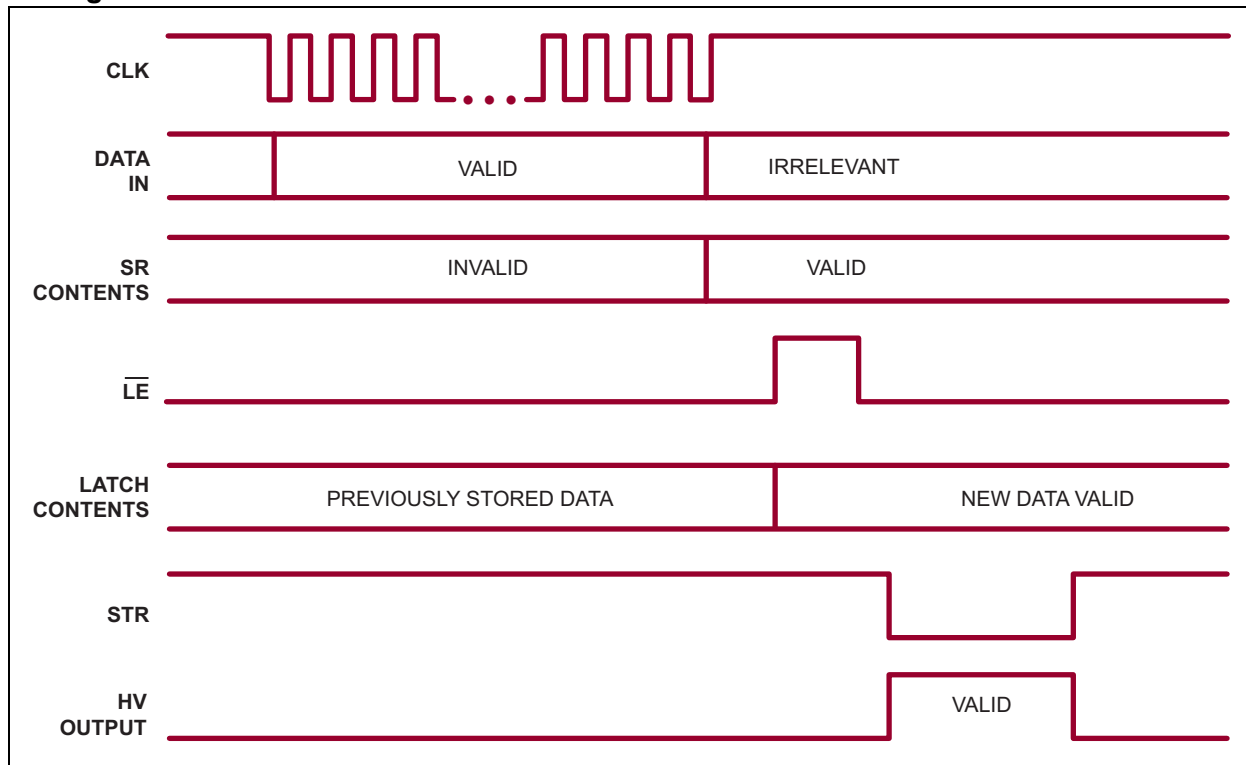 CLK
DATA
IN
VALID
IRRELEVANT
SR
CONTENTS
INVALID
VALID
L̅E̅
LATCH
CONTENTS
PREVIOUSLY STORED DATA
NEW DATA VALID
STR
HV
OUTPUT
VALID